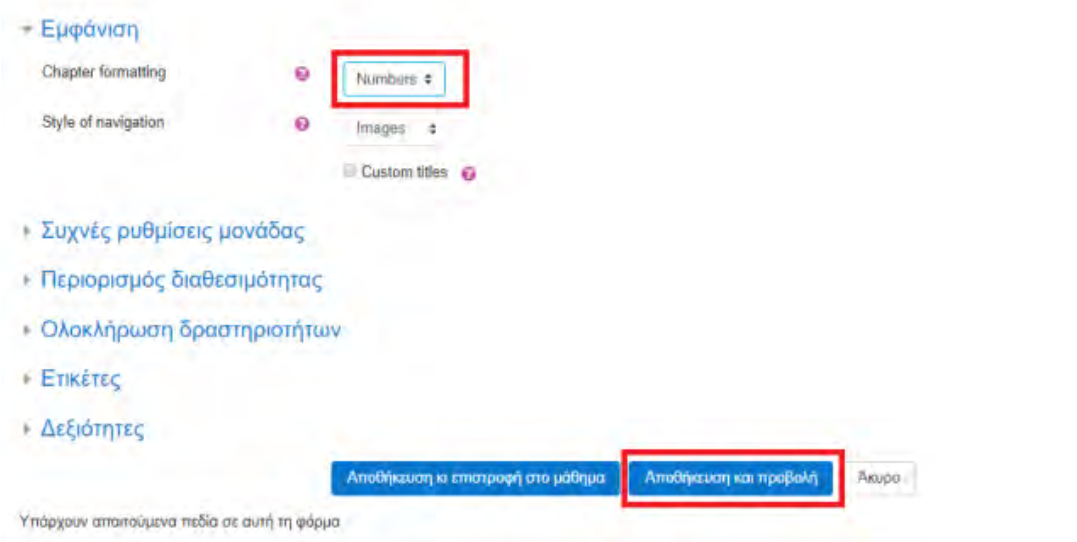 Εμφάνιση
Chapter formatting Numbers
Style of navigation Images
Custom titles
Συχνές ρυθμίσεις μονάδας
Περιορισμός διαθεσιμότητας
Ολοκλήρωση δραστηριοτήτων
Ετικέτες
Δεξιότητες
Αποθήκευση κι επιστροφή στο μάθημα Αποθήκευση και προβολή Άκυρο
Υπάρχουν απαιτούμενα πεδία σε αυτή τη φόρμα